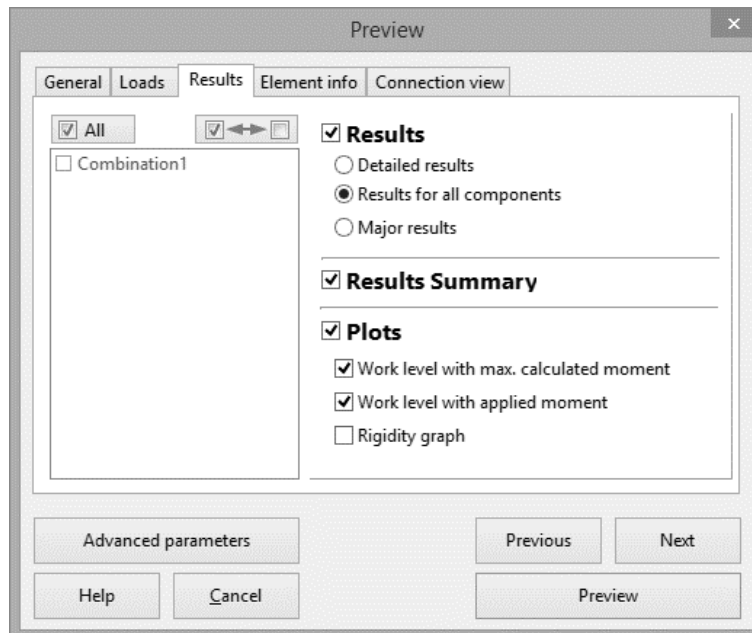 Preview
General Loads Results Element info Connection view
All
Combination1
Results
Detailed results
Results for all components
Major results
Results Summary
Plots
Work level with max. calculated moment
Work level with applied moment
Rigidity graph
Advanced parameters Previous Next
Help Cancel Preview